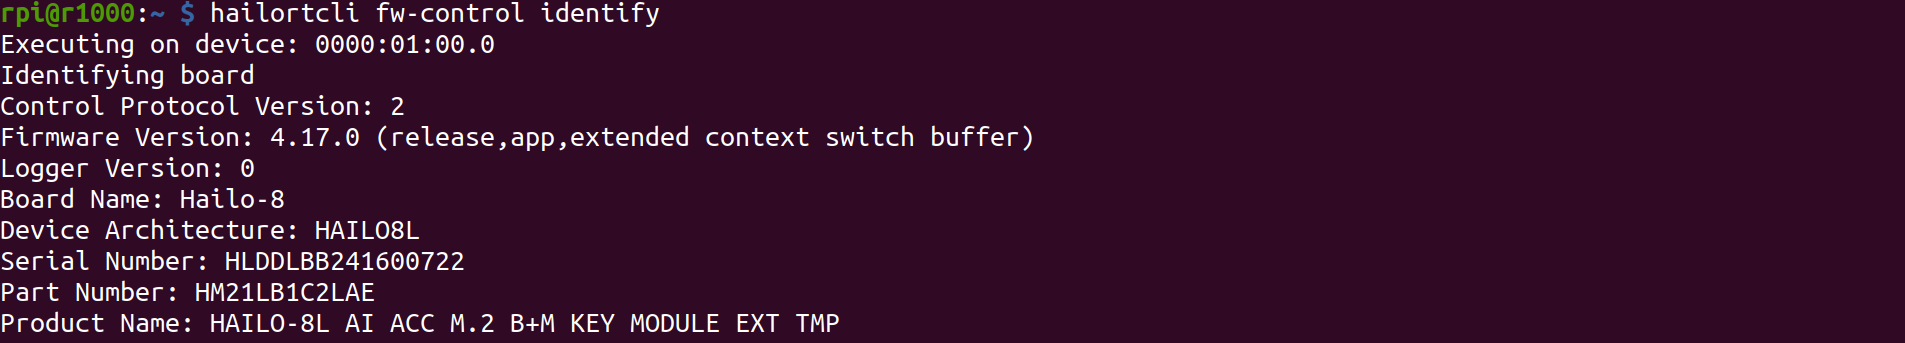 rpi@r1000:~ $ hailortcli fw-control identify
Executing on device: 0000:01:00.0
Identifying board
Control Protocol Version: 2
Firmware Version: 4.17.0 (release,app,extended context switch buffer)
Logger Version: 0
Board Name: Hailo-8
Device Architecture: HAILO8L
Serial Number: HLDDLBB241600722
Part Number: HM21LB1C2LAE
Product Name: HAILO-8L AI ACC M.2 B+M KEY MODULE EXT TMP